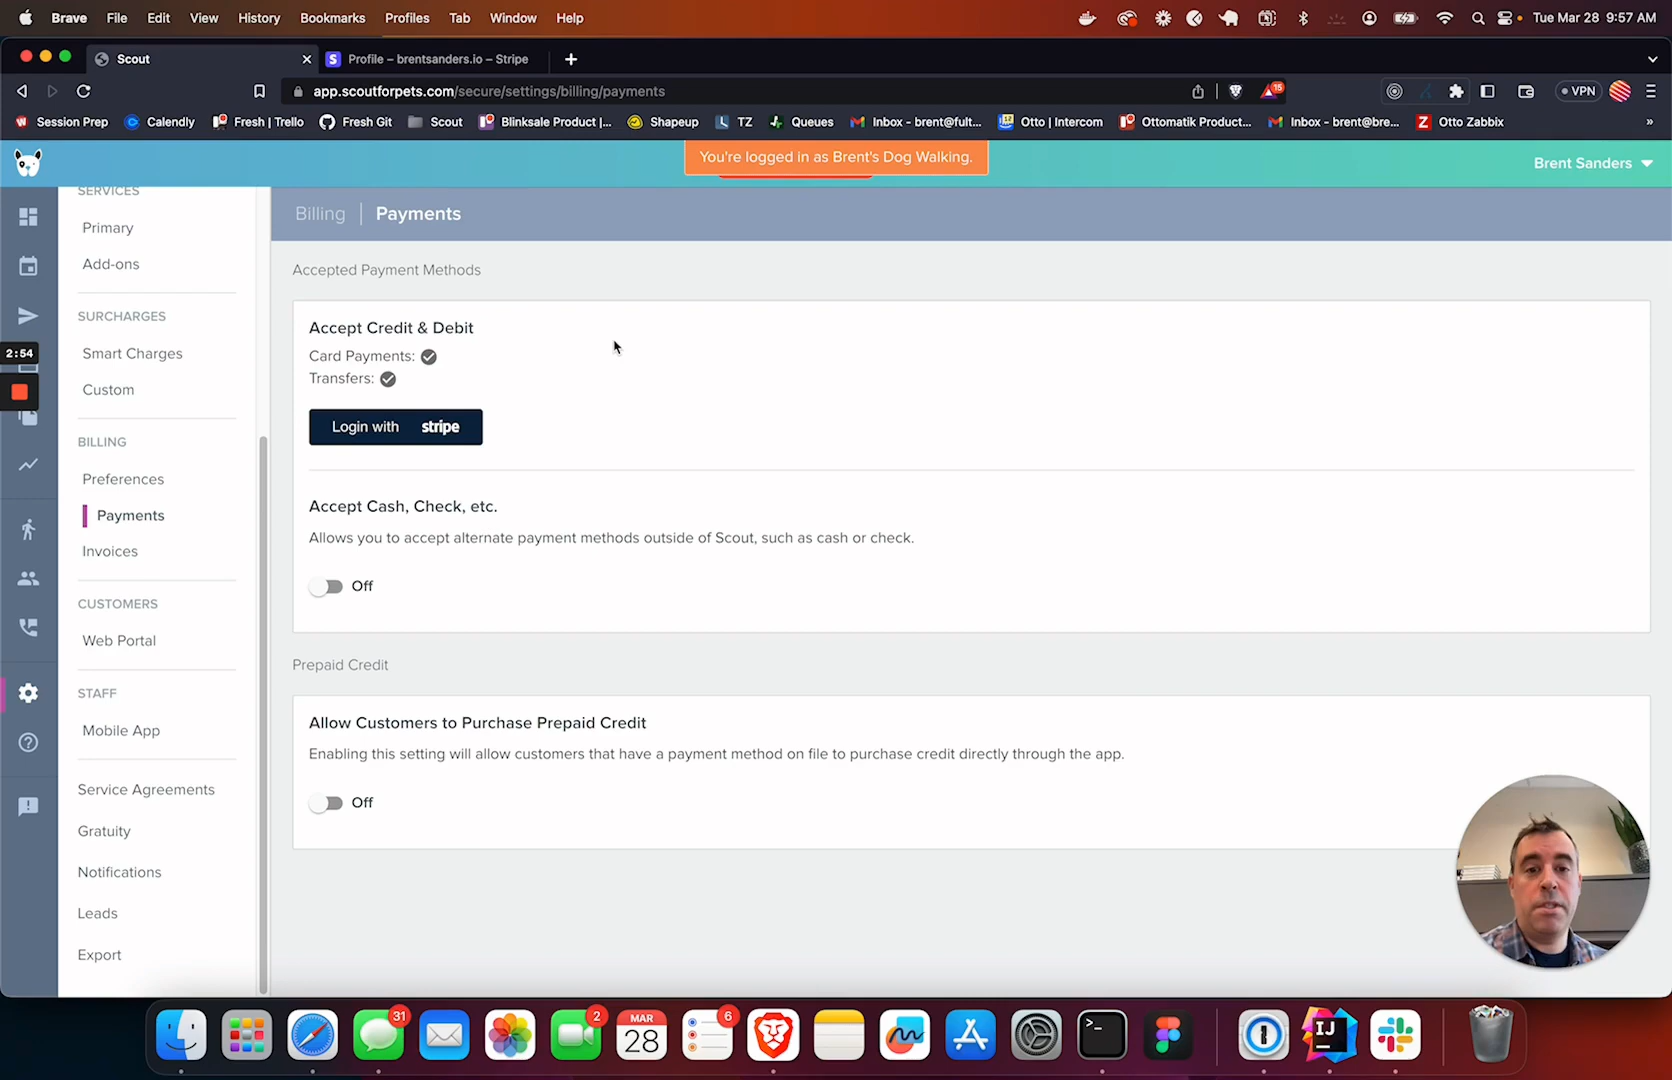 Brave File Edit View History Bookmarks Profiles Tab Window Help Tue Mar 28 9:57 AM
Scout Profile – brentsanders.io – Stripe
app.scoutforpets.com/secure/settings/billing/payments 15 VPN
Session Prep Calendly Fresh | Trello Fresh Git Scout Blinksale Product |... Shapeup TZ Queues Inbox - brent@fult... Otto | Intercom Ottomatik Product... Inbox - brent@bre... Otto Zabbix »
You're logged in as Brent's Dog Walking.
Brent Sanders
SERVICES
Primary
Add-ons
SURCHARGES
Smart Charges
Custom
BILLING
Preferences
Payments
Invoices
CUSTOMERS
Web Portal
STAFF
Mobile App
Service Agreements
Gratuity
Notifications
Leads
Export
2:54
Billing | Payments
Accepted Payment Methods
Accept Credit & Debit
Card Payments:
Transfers:
Login with stripe
Accept Cash, Check, etc.
Allows you to accept alternate payment methods outside of Scout, such as cash or check.
Off
Prepaid Credit
Allow Customers to Purchase Prepaid Credit
Enabling this setting will allow customers that have a payment method on file to purchase credit directly through the app.
Off
31 2 MAR 28 6 IJ